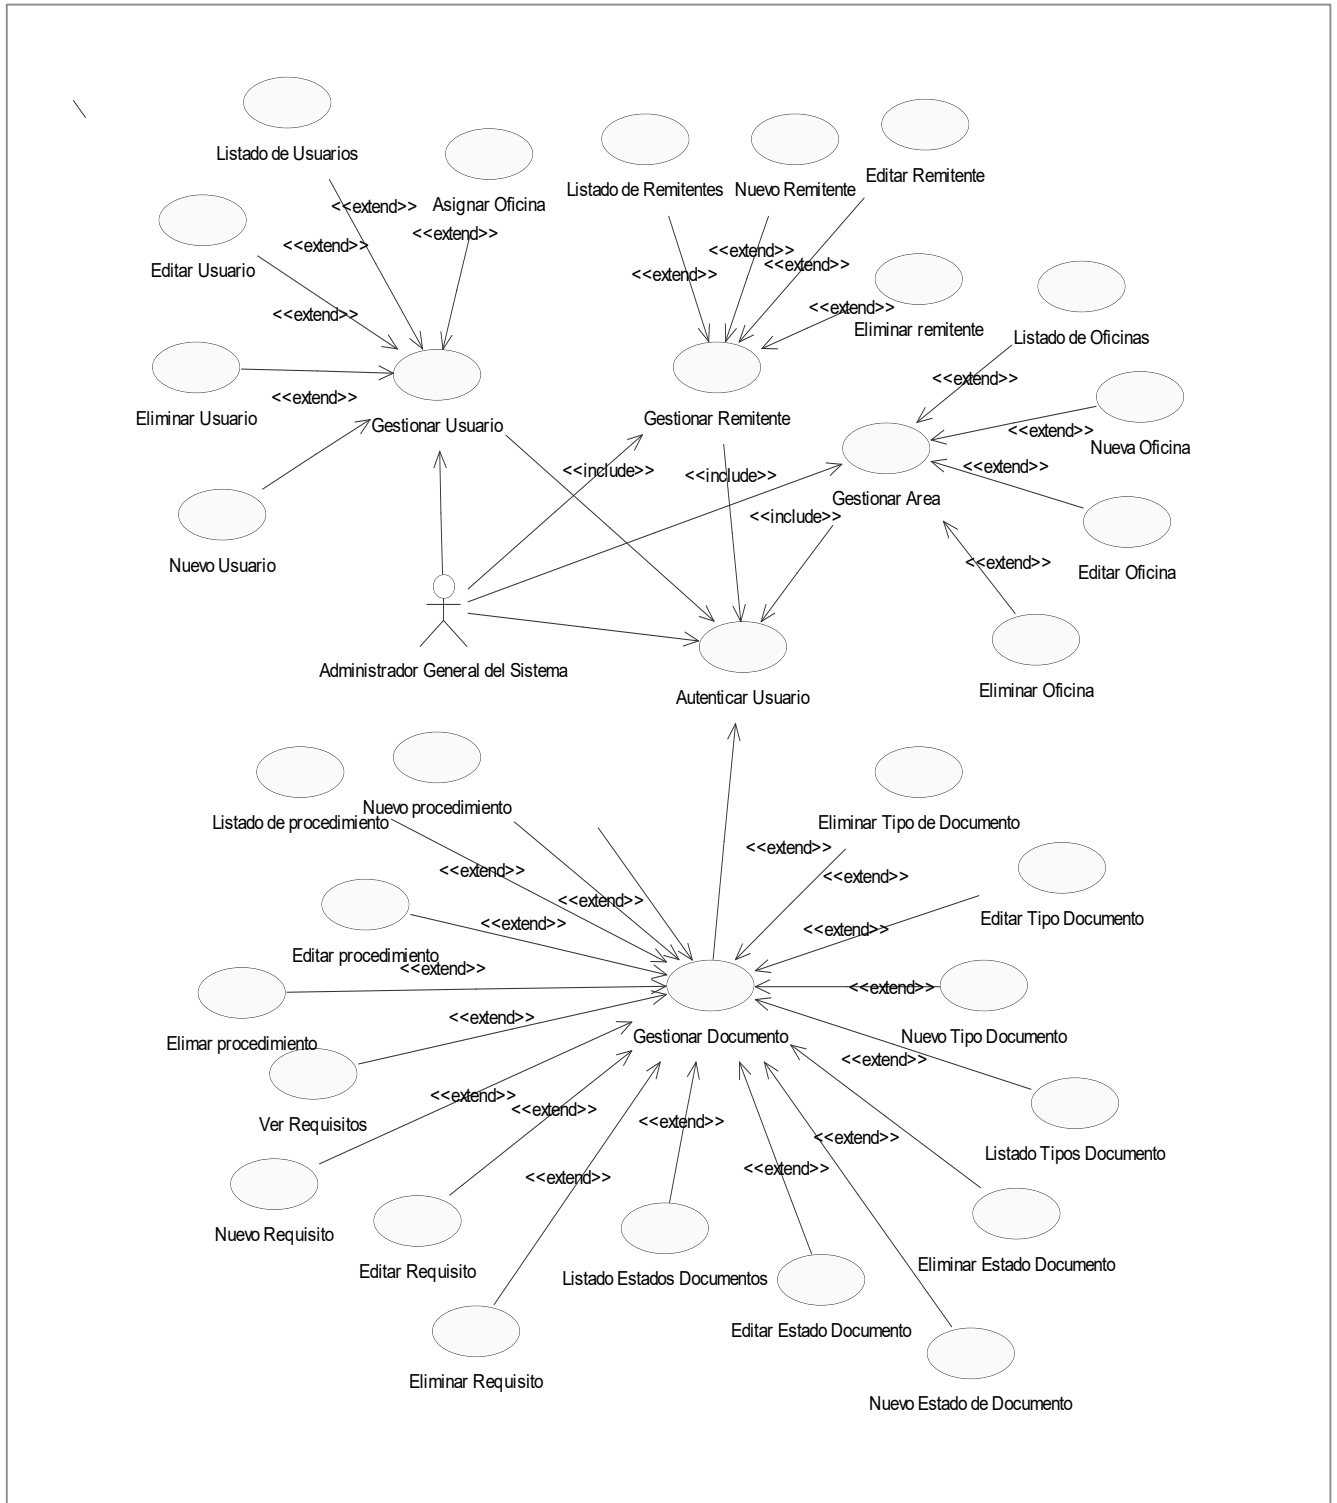 Listado de Usuarios
Asignar Oficina
Listado de Remitentes
Nuevo Remitente
Editar Remitente
<<extend>>
<<extend>>
<<extend>>
Editar Usuario
<<extend>>
<<extend>>
<<extend>>
<<extend>>
<<extend>>
Eliminar remitente
Listado de Oficinas
<<extend>>
<<extend>>
Eliminar Usuario
Gestionar Usuario
Gestionar Remitente
<<extend>>
Nueva Oficina
<<include>>
<<include>>
<<extend>>
Gestionar Area
<<include>>
Nuevo Usuario
<<extend>>
Editar Oficina
Administrador General del Sistema
Autenticar Usuario
Eliminar Oficina
Nuevo procedimiento
Listado de procedimiento
Eliminar Tipo de Documento
<<extend>>
<<extend>>
<<extend>>
<<extend>>
Editar Tipo Documento
<<extend>>
<<extend>>
Editar procedimiento
<<extend>>
<<extend>>
<<extend>>
Elimar procedimiento
Gestionar Documento
Nuevo Tipo Documento
<<extend>>
<<extend>>
<<extend>>
Ver Requisitos
<<extend>>
<<extend>>
Listado Tipos Documento
<<extend>>
<<extend>>
Nuevo Requisito
Editar Requisito
Listado Estados Documentos
Eliminar Estado Documento
Editar Estado Documento
Eliminar Requisito
Nuevo Estado de Documento